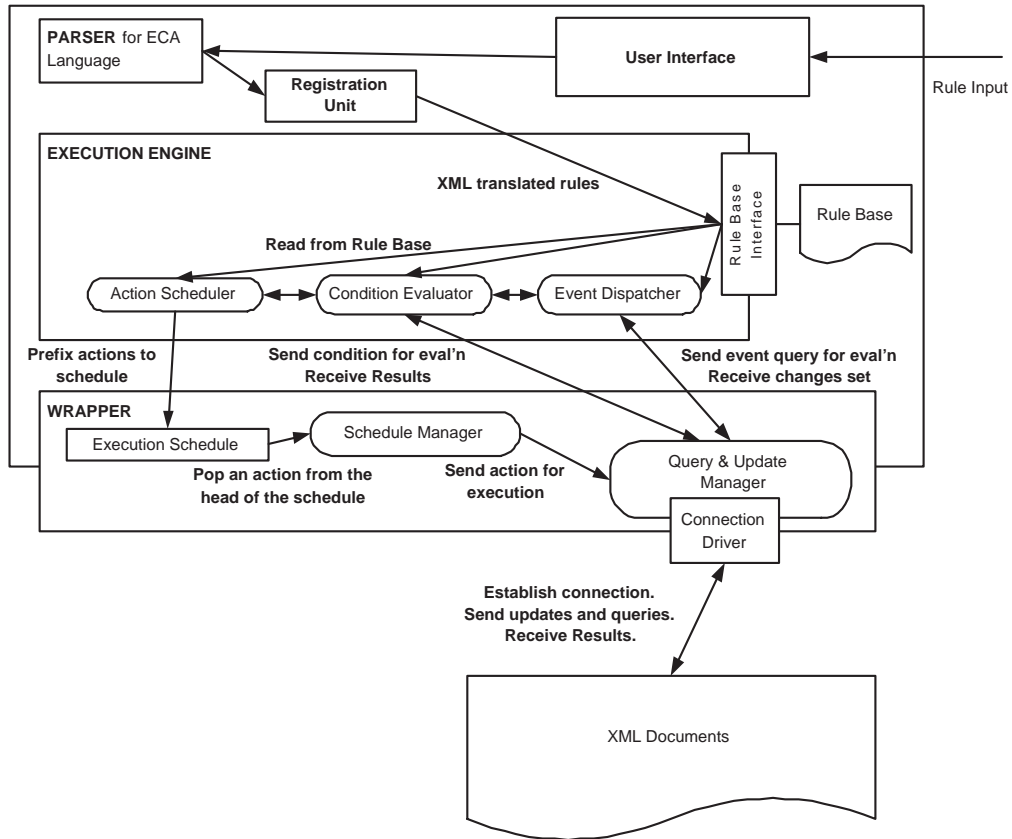 PARSER for ECA
Language
User Interface
Rule Input
Registration
Unit
EXECUTION ENGINE
XML translated rules
Rule Base
Interface
Rule Base
Read from Rule Base
Action Scheduler
Condition Evaluator
Event Dispatcher
Prefix actions to
schedule
Send condition for eval'n
Receive Results
Send event query for eval'n
Receive changes set
WRAPPER
Execution Schedule
Schedule Manager
Pop an action from the
head of the schedule
Send action for
execution
Query & Update
Manager
Connection
Driver
Establish connection.
Send updates and queries.
Receive Results.
XML Documents